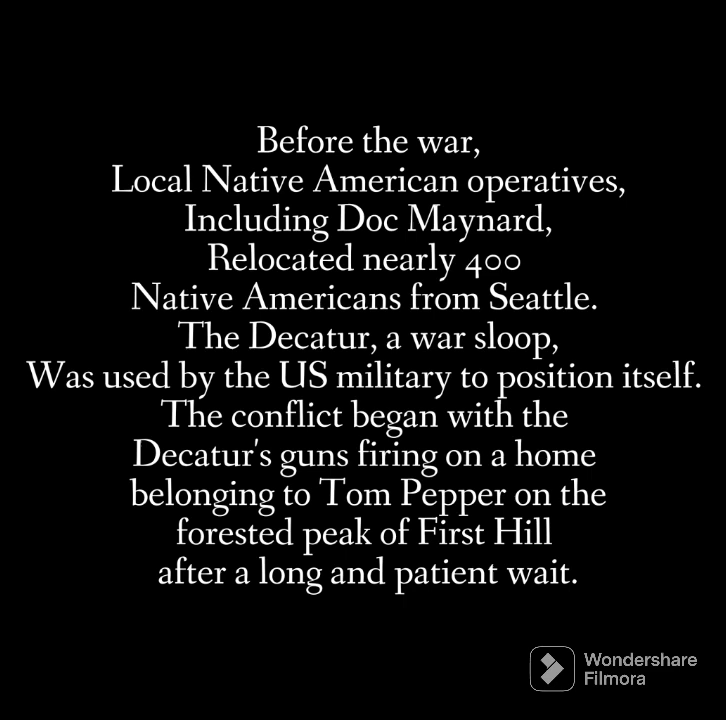 Before the war,
Local Native American operatives,
Including Doc Maynard,
Relocated nearly 400
Native Americans from Seattle.
The Decatur, a war sloop,
Was used by the US military to position itself.
The conflict began with the
Decatur's guns firing on a home
belonging to Tom Pepper on the
forested peak of First Hill
after a long and patient wait.
Wondershare
Filmora